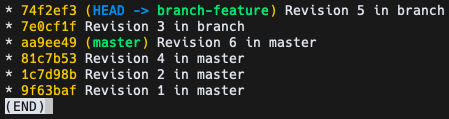 * 74f2ef3 (HEAD -> branch-feature) Revision 5 in branch
* 7e0cf1f Revision 3 in branch
* aa9ee49 (master) Revision 6 in master
* 81c7b53 Revision 4 in master
* 1c7d98b Revision 2 in master
* 9f63baf Revision 1 in master
(END)